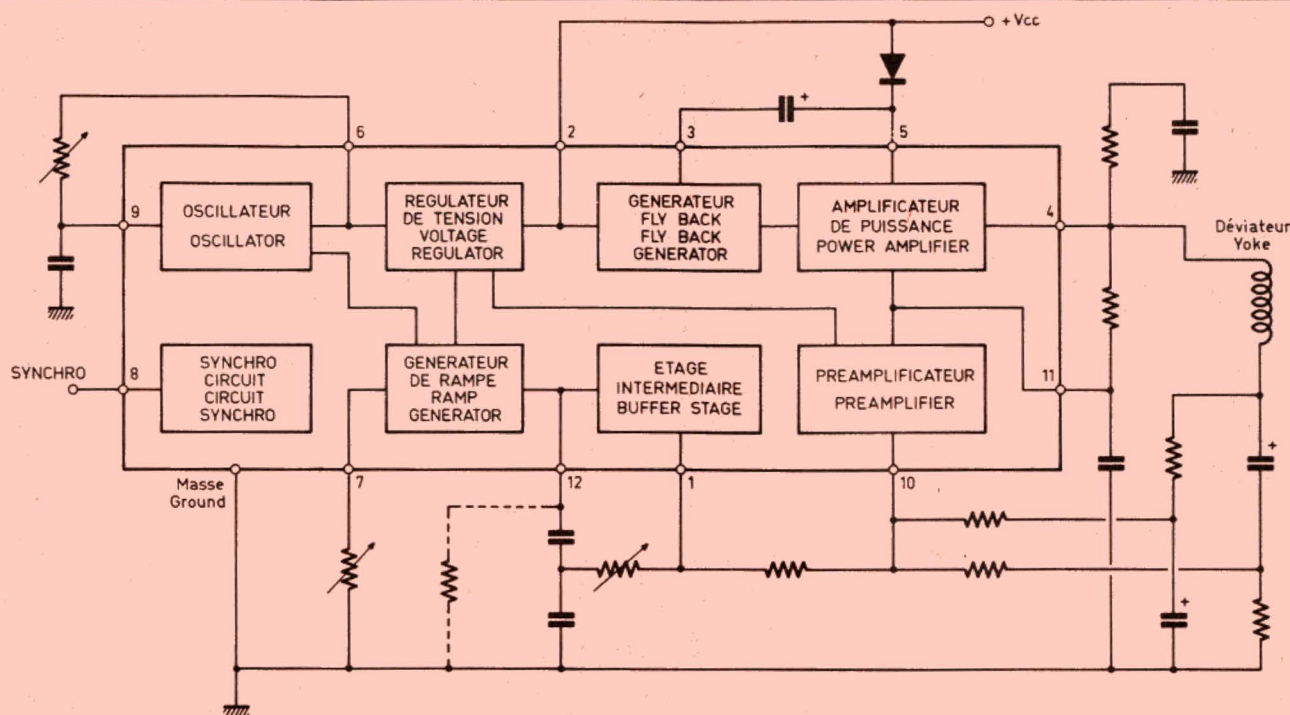 + Vcc
6
2
3
+
5
9
OSCILLATEUR
OSCILLATOR
REGULATEUR
DE TENSION
VOLTAGE
REGULATOR
GENERATEUR
FLY BACK
FLY BACK
GENERATOR
AMPLIFICATEUR
DE PUISSANCE
POWER AMPLIFIER
4
Déviateur
Yoke
SYNCHRO
8
SYNCHRO
CIRCUIT
CIRCUIT
SYNCHRO
GENERATEUR
DE RAMPE
RAMP
GENERATOR
ETAGE
INTERMEDIAIRE
BUFFER STAGE
PREAMPLIFICATEUR
PREAMPLIFIER
11
+
Masse
Ground
7
12
1
10
+